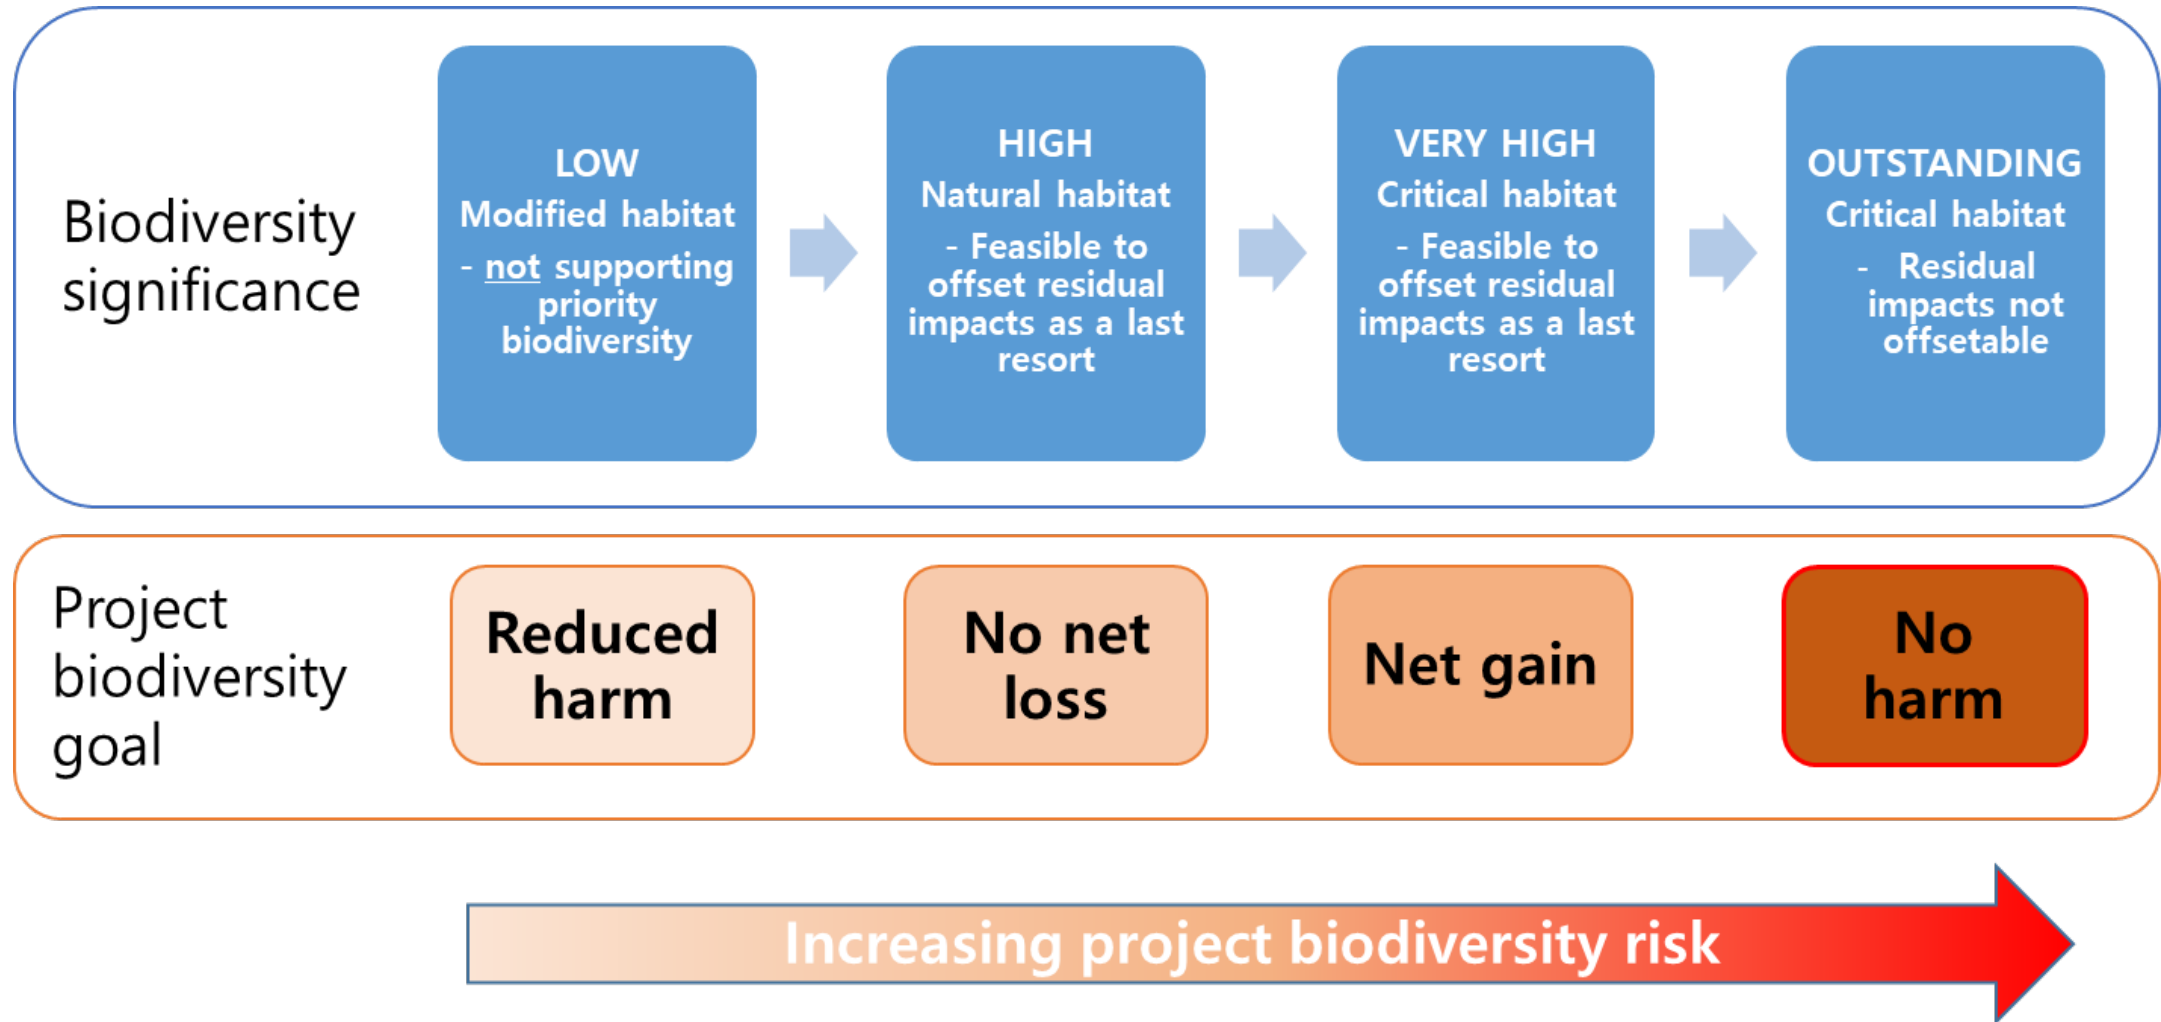 Biodiversity
significance
LOW
Modified habitat
- not supporting
priority
biodiversity
HIGH
Natural habitat
- Feasible to
offset residual
impacts as a last
resort
VERY HIGH
Critical habitat
- Feasible to
offset residual
impacts as a last
resort
OUTSTANDING
Critical habitat
- Residual
impacts not
offsetable
Project
biodiversity
goal
Reduced
harm
No net
loss
Net gain
No
harm
Increasing project biodiversity risk